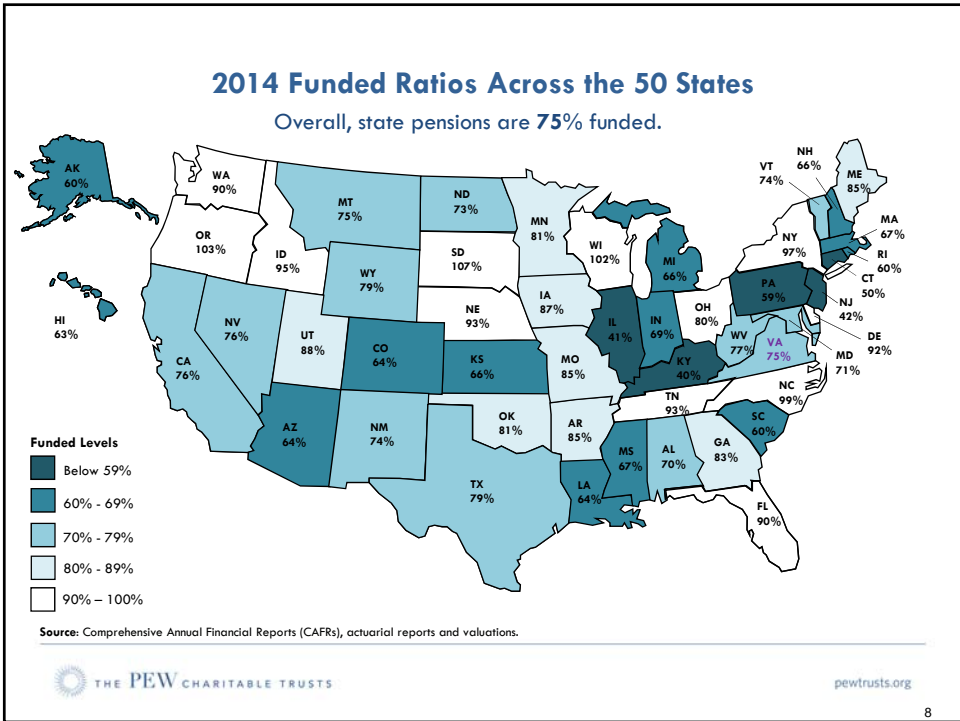 2014 Funded Ratios Across the 50 States
Overall, state pensions are 75% funded.
AK
60%
HI
63%
WA
90%
OR
103%
CA
76%
NV
76%
ID
95%
MT
75%
WY
79%
UT
88%
AZ
64%
CO
64%
NM
74%
ND
73%
SD
107%
NE
93%
KS
66%
OK
81%
TX
79%
MN
81%
IA
87%
MO
85%
AR
85%
LA
64%
WI
102%
IL
41%
MI
66%
IN
69%
OH
80%
KY
40%
TN
93%
MS
67%
AL
70%
GA
83%
FL
90%
SC
60%
NC
99%
VA
75%
WV
77%
PA
59%
NY
97%
VT
74%
NH
66%
ME
85%
MA
67%
RI
60%
CT
50%
NJ
42%
DE
92%
MD
71%
Funded Levels
Below 59%
60% - 69%
70% - 79%
80% - 89%
90% – 100%
Source: Comprehensive Annual Financial Reports (CAFRs), actuarial reports and valuations.
THE PEW CHARITABLE TRUSTS
pewtrusts.org
8